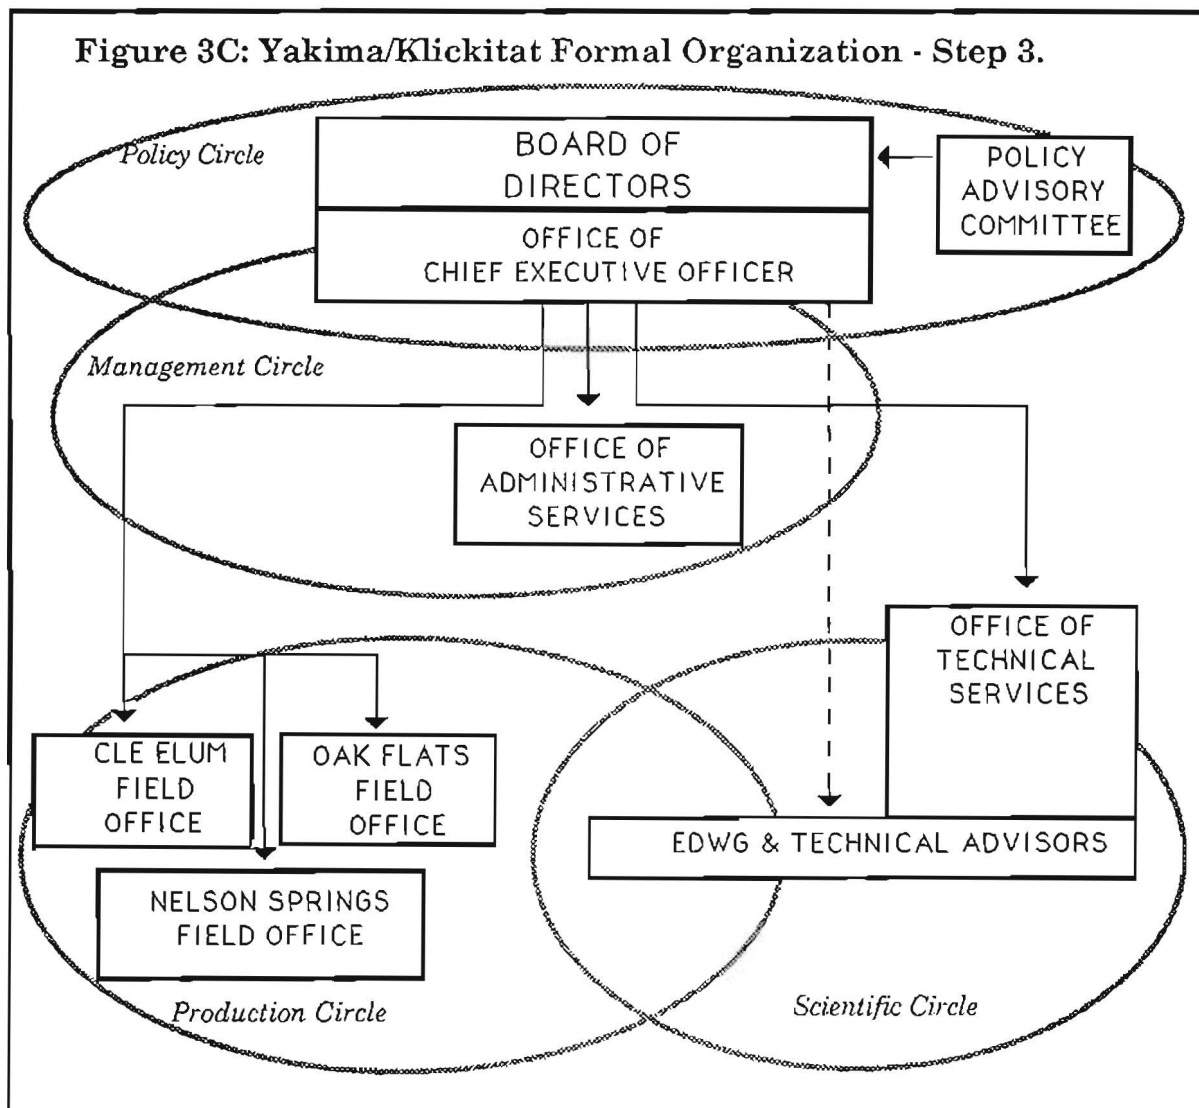 Figure 3C: Yakima/Klickitat Formal Organization - Step 3.
Policy Circle
BOARD OF
DIRECTORS
POLICY
ADVISORY
COMMITTEE
OFFICE OF
CHIEF EXECUTIVE OFFICER
Management Circle
OFFICE OF
ADMINISTRATIVE
SERVICES
OFFICE OF
TECHNICAL
SERVICES
CLE ELUM
FIELD
OFFICE
OAK FLATS
FIELD
OFFICE
EDWG & TECHNICAL ADVISORS
NELSON SPRINGS
FIELD OFFICE
Production Circle
Scientific Circle